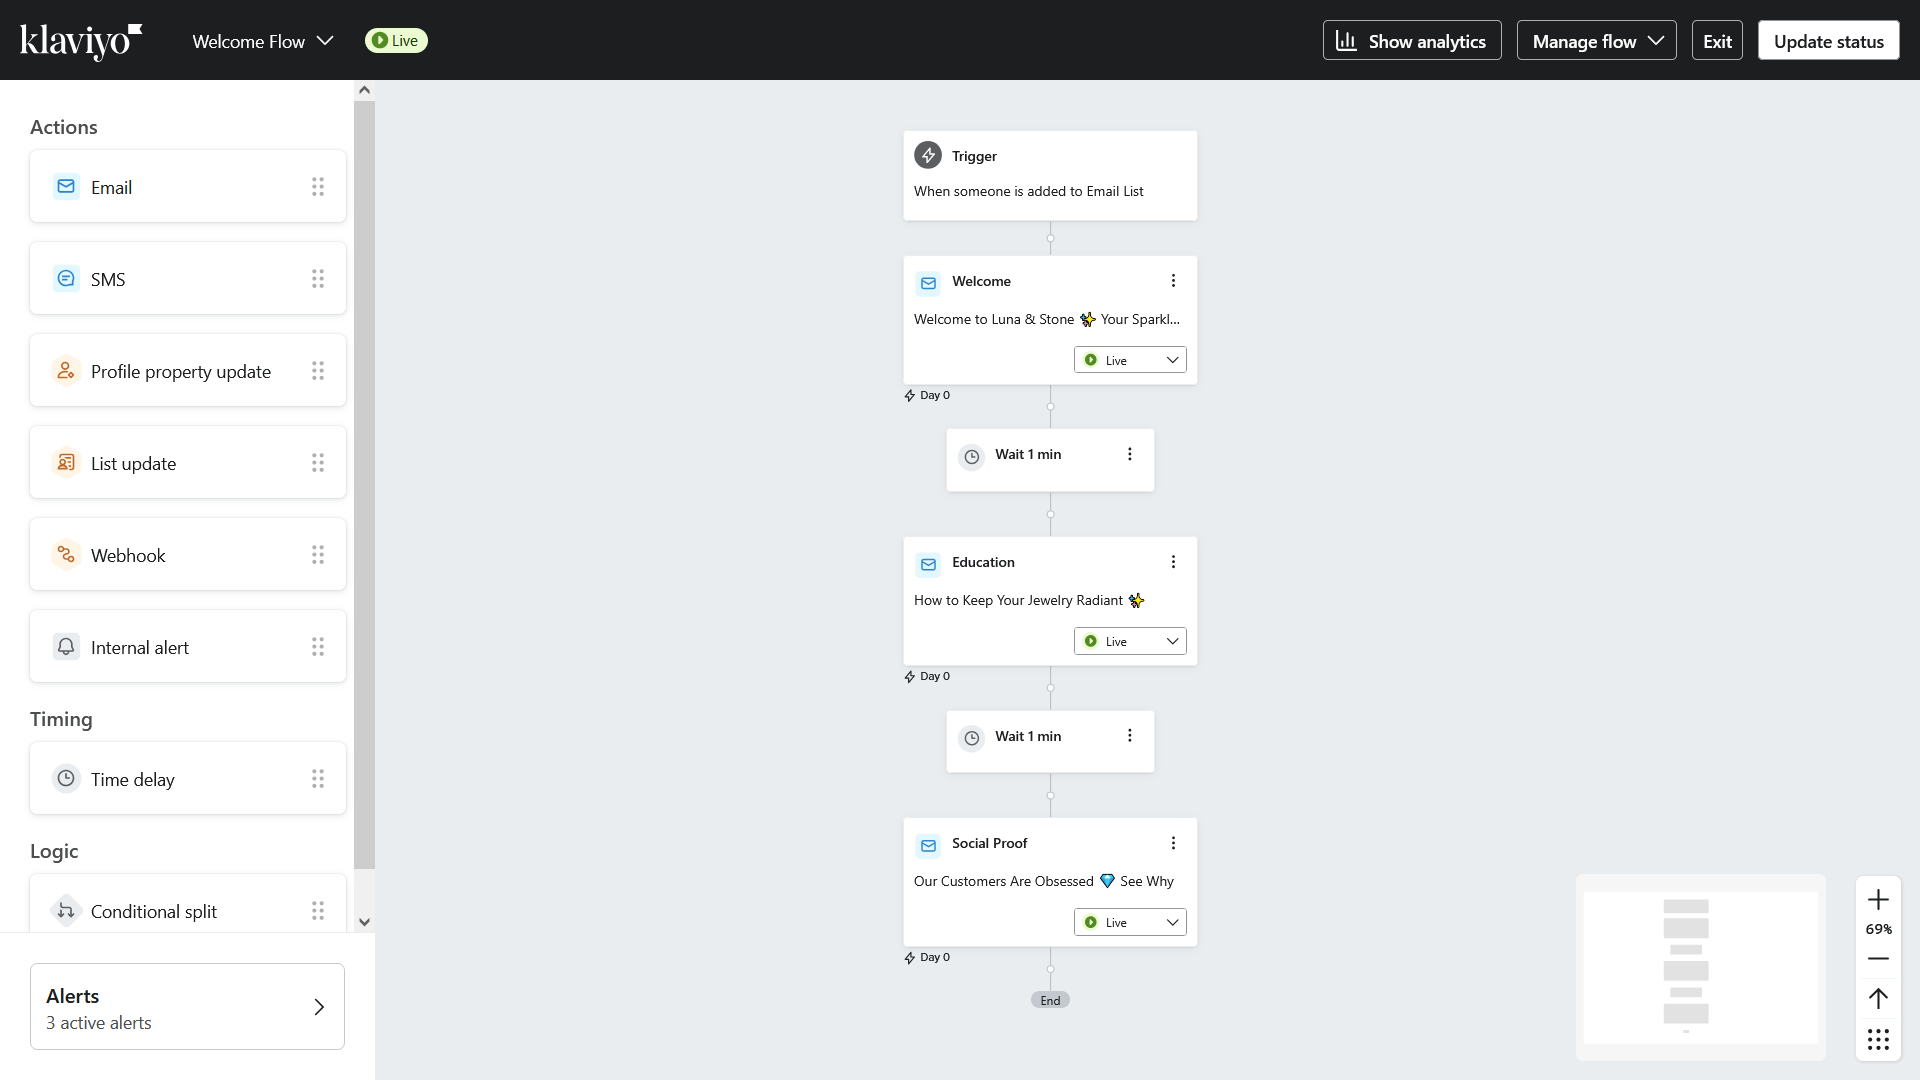 klaviyo
Welcome Flow
Live
Show analytics
Manage flow
Exit
Update status
Actions
Email
SMS
Profile property update
List update
Webhook
Internal alert
Timing
Time delay
Logic
Conditional split
Alerts
3 active alerts
Trigger
When someone is added to Email List
Welcome
Welcome to Luna & Stone ✨ Your Sparkl...
Live
Day 0
Wait 1 min
Education
How to Keep Your Jewelry Radiant ✨
Live
Day 0
Wait 1 min
Social Proof
Our Customers Are Obsessed 💎 See Why
Live
Day 0
End
69%